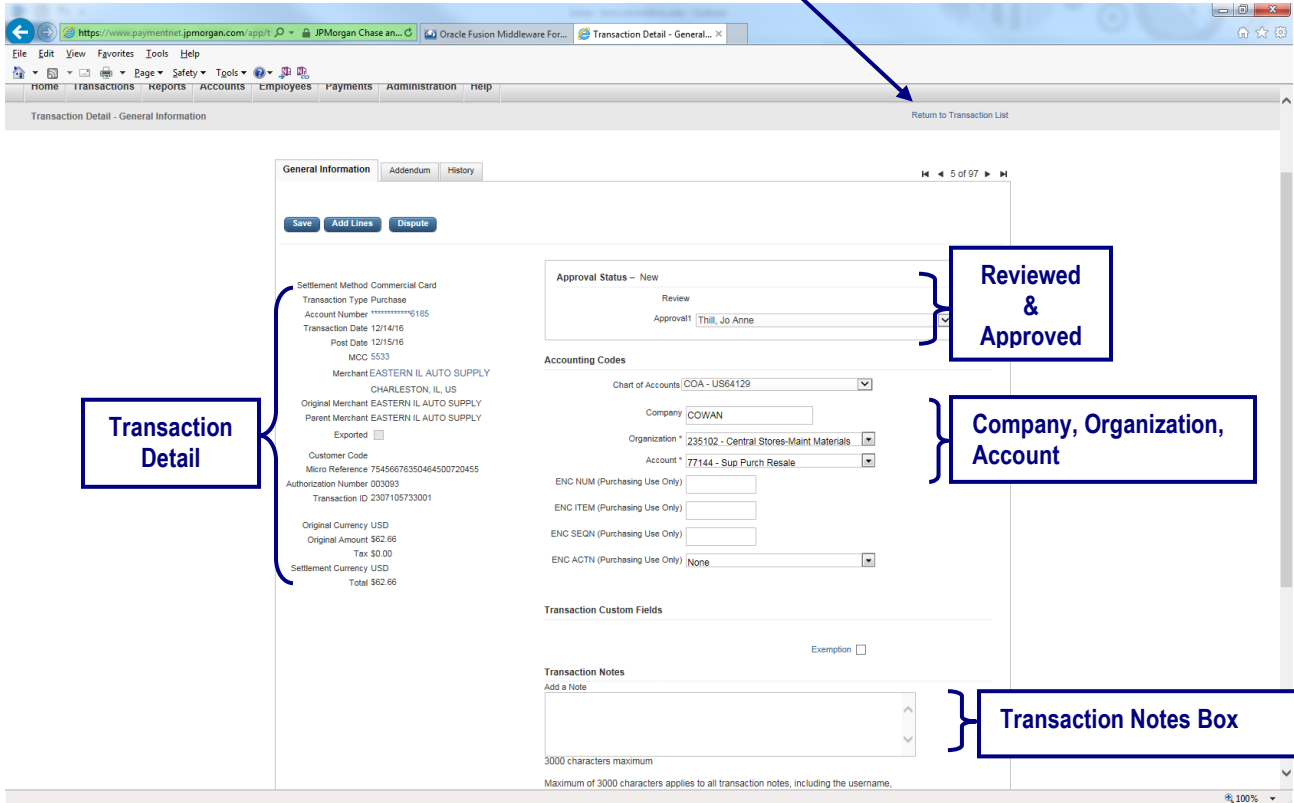 https://www.paymentnet.jpmorgan.com/app/t
JPMorgan Chase an...
Oracle Fusion Middleware For...
Transaction Detail - General...
File Edit View Favorites Tools Help
Page Safety Tools
Home Transactions Reports Accounts Employees Payments Administration Help
Transaction Detail - General Information
Return to Transaction List
General Information
Addendum
History
5 of 97
Save
Add Lines
Dispute
Transaction Detail
Settlement Method Commercial Card
Transaction Type Purchase
Account Number ************6185
Transaction Date 12/14/16
Post Date 12/15/16
MCC 5533
Merchant EASTERN IL AUTO SUPPLY
CHARLESTON, IL, US
Original Merchant EASTERN IL AUTO SUPPLY
Parent Merchant EASTERN IL AUTO SUPPLY
Exported
Customer Code
Micro Reference 75456676350464500720455
Authorization Number 003093
Transaction ID 2307105733001
Original Currency USD
Original Amount $62.66
Tax $0.00
Settlement Currency USD
Total $62.66
Approval Status – New
Review
Approval1 Thill, Jo Anne
Reviewed
&
Approved
Accounting Codes
Chart of Accounts COA - US64129
Company COWAN
Organization * 235102 - Central Stores-Maint Materials
Account * 77144 - Sup Purch Resale
ENC NUM (Purchasing Use Only)
ENC ITEM (Purchasing Use Only)
ENC SEQN (Purchasing Use Only)
ENC ACTN (Purchasing Use Only) None
Company, Organization,
Account
Transaction Custom Fields
Exemption
Transaction Notes
Add a Note
Transaction Notes Box
3000 characters maximum
Maximum of 3000 characters applies to all transaction notes, including the username,
100%